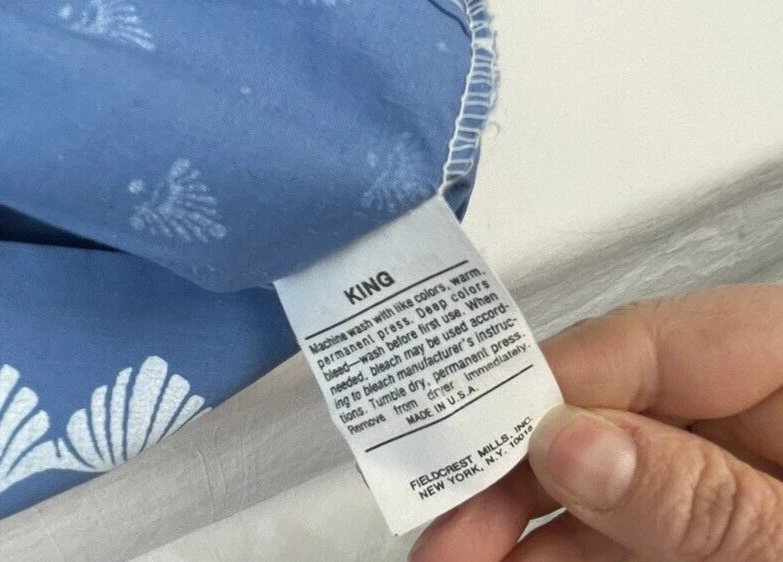 KING
Machine wash with like colors, warm,
permanent press. Deep colors
bleed—wash before first use. When
needed, bleach may be used accord-
ing to bleach manufacturer's instruc-
tions. Tumble dry, permanent press.
Remove from dryer immediately.
MADE IN U.S.A.
FIELDCREST MILLS, INC.
NEW YORK, N.Y.